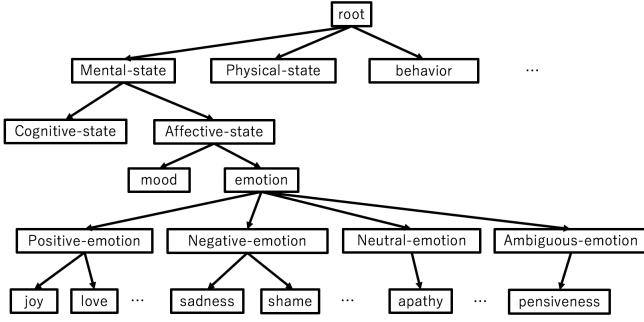 root
Mental-state
Physical-state
behavior
…
Cognitive-state
Affective-state
mood
emotion
Positive-emotion
Negative-emotion
Neutral-emotion
Ambiguous-emotion
joy
love
…
sadness
shame
…
apathy
…
pensiveness